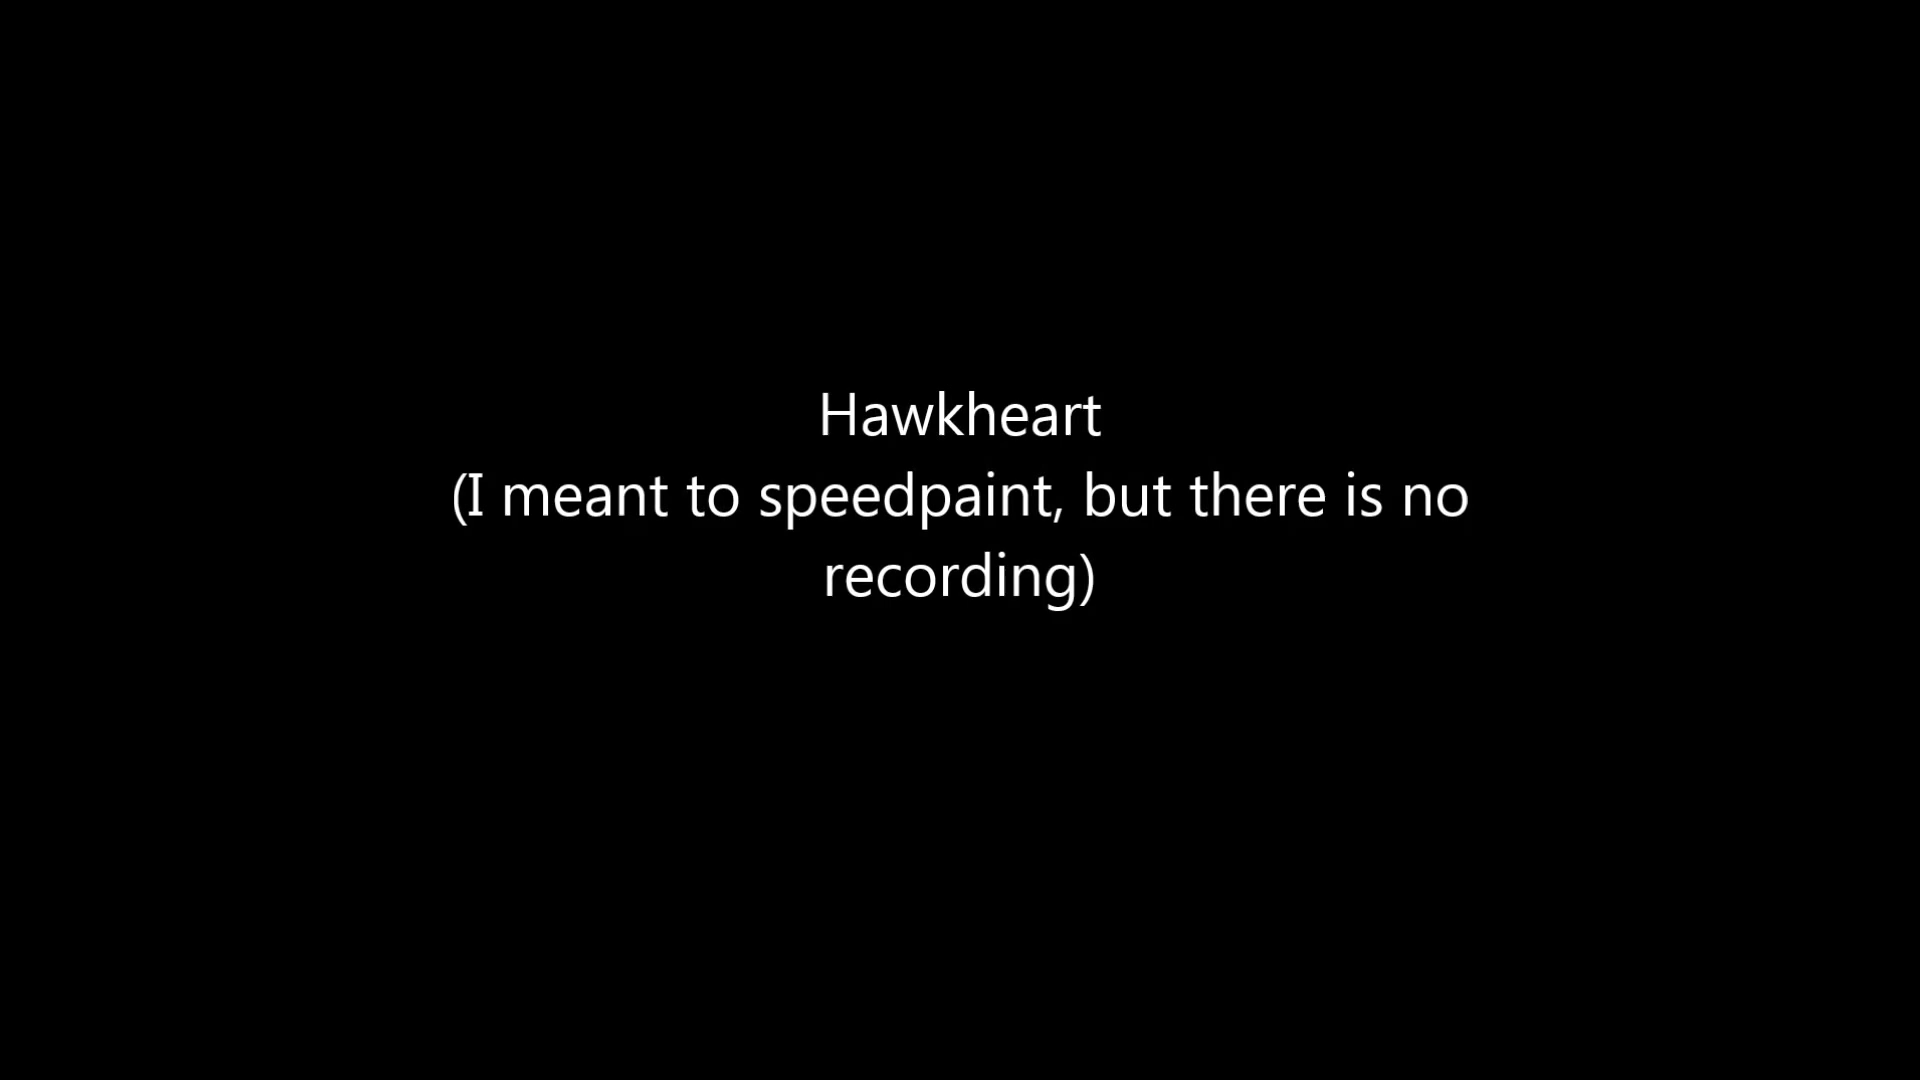 Hawkheart
(I meant to speedpaint, but there is no
recording)